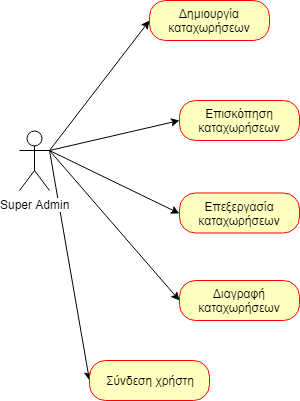 Δημιουργία
καταχωρήσεων
Επισκόπηση
καταχωρήσεων
Super Admin
Επεξεργασία
καταχωρήσεων
Διαγραφή
καταχωρήσεων
Σύνδεση χρήστη